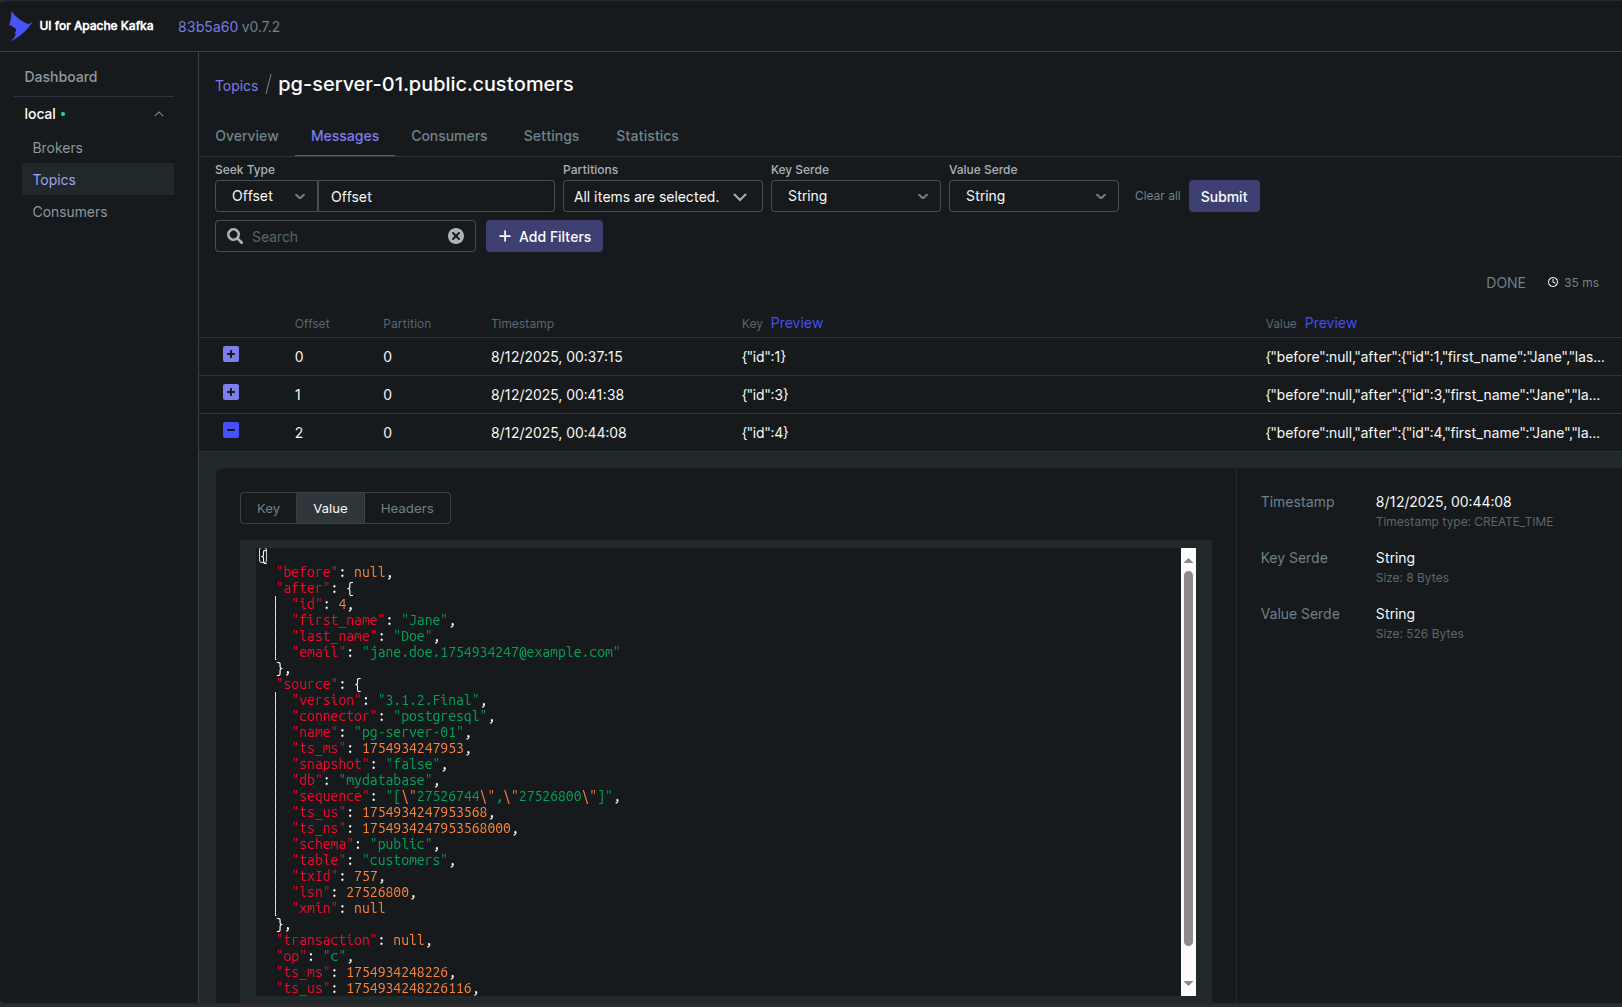 UI for Apache Kafka 83b5a60 v0.7.2
Dashboard
local
Brokers
Topics
Consumers
Topics / pg-server-01.public.customers
Overview Messages Consumers Settings Statistics
Seek Type Partitions Key Serde Value Serde
Offset Offset All items are selected. String String Clear all Submit
Search + Add Filters
DONE 35 ms
Offset Partition Timestamp Key Preview Value Preview
0 0 8/12/2025, 00:37:15 {"id":1} {"before":null,"after":{"id":1,"first_name":"Jane","las...
1 0 8/12/2025, 00:41:38 {"id":3} {"before":null,"after":{"id":3,"first_name":"Jane","la...
2 0 8/12/2025, 00:44:08 {"id":4} {"before":null,"after":{"id":4,"first_name":"Jane","la...
Key Value Headers
{
"before": null,
"after": {
"id": 4,
"first_name": "Jane",
"last_name": "Doe",
"email": "jane.doe.1754934247@example.com"
},
"source": {
"version": "3.1.2.Final",
"connector": "postgresql",
"name": "pg-server-01",
"ts_ms": 1754934247953,
"snapshot": "false",
"db": "mydatabase",
"sequence": "[\"27526744\",\"27526800\"]",
"ts_us": 1754934247953568,
"ts_ns": 1754934247953568000,
"schema": "public",
"table": "customers",
"txId": 757,
"lsn": 27526800,
"xmin": null
},
"transaction": null,
"op": "c",
"ts_ms": 1754934248226,
"ts_us": 1754934248226116,
Timestamp 8/12/2025, 00:44:08
Timestamp type: CREATE_TIME
Key Serde String
Size: 8 Bytes
Value Serde String
Size: 526 Bytes